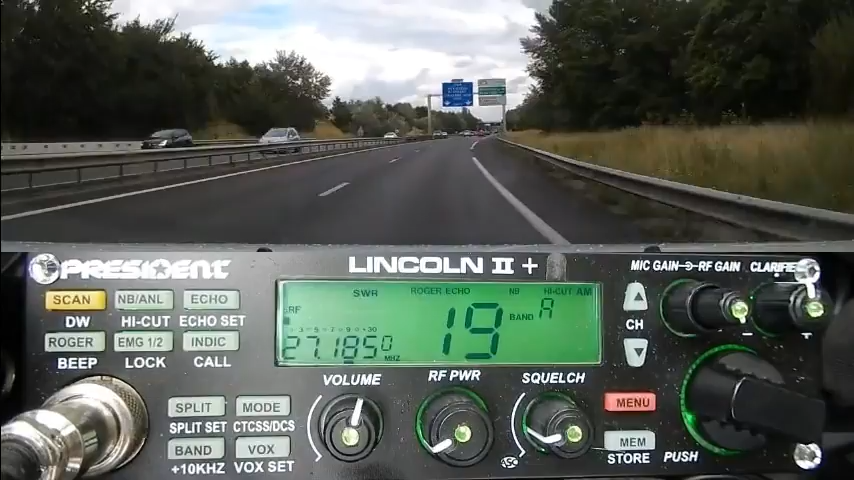 PRESIDENT
LINCOLN II +
MIC GAIN RF GAIN CLARIFIER
SCAN
NB/ANL
ECHO
DW
HI-CUT
ECHO SET
ROGER
EMG 1/2
INDIC
BEEP
LOCK
CALL
SWR
ROGER ECHO
NB
HI-CUT AM
RF
1 3 5 7 9 +30
19
BAND A
27.1850 MHZ
CH
VOLUME
RF PWR
SQUELCH
MENU
SPLIT
MODE
SPLIT SET
CTCSS/DCS
BAND
VOX
+10KHZ
VOX SET
ASC
MEM
STORE
PUSH
-
+